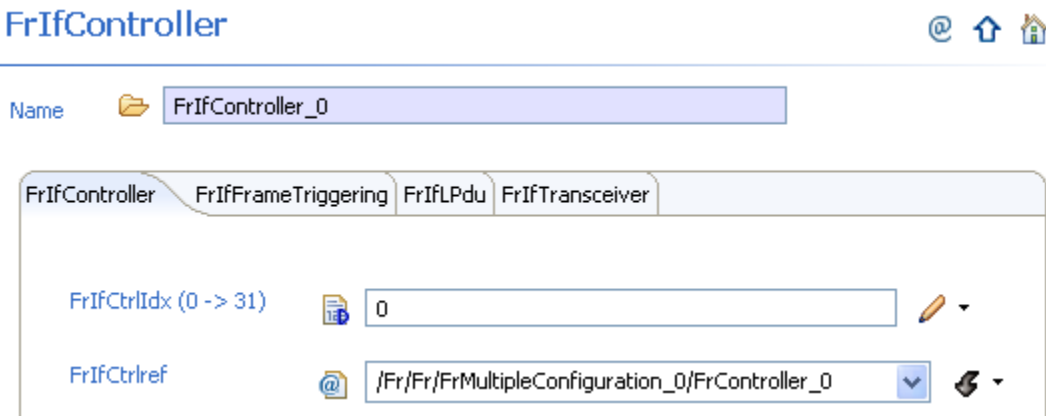 FrIfController
Name FrIfController_0
FrIfController FrIfFrameTriggering FrIfLPdu FrIfTransceiver
FrIfCtrlIdx (0 -> 31) 0
FrIfCtrlref /Fr/Fr/FrMultipleConfiguration_0/FrController_0